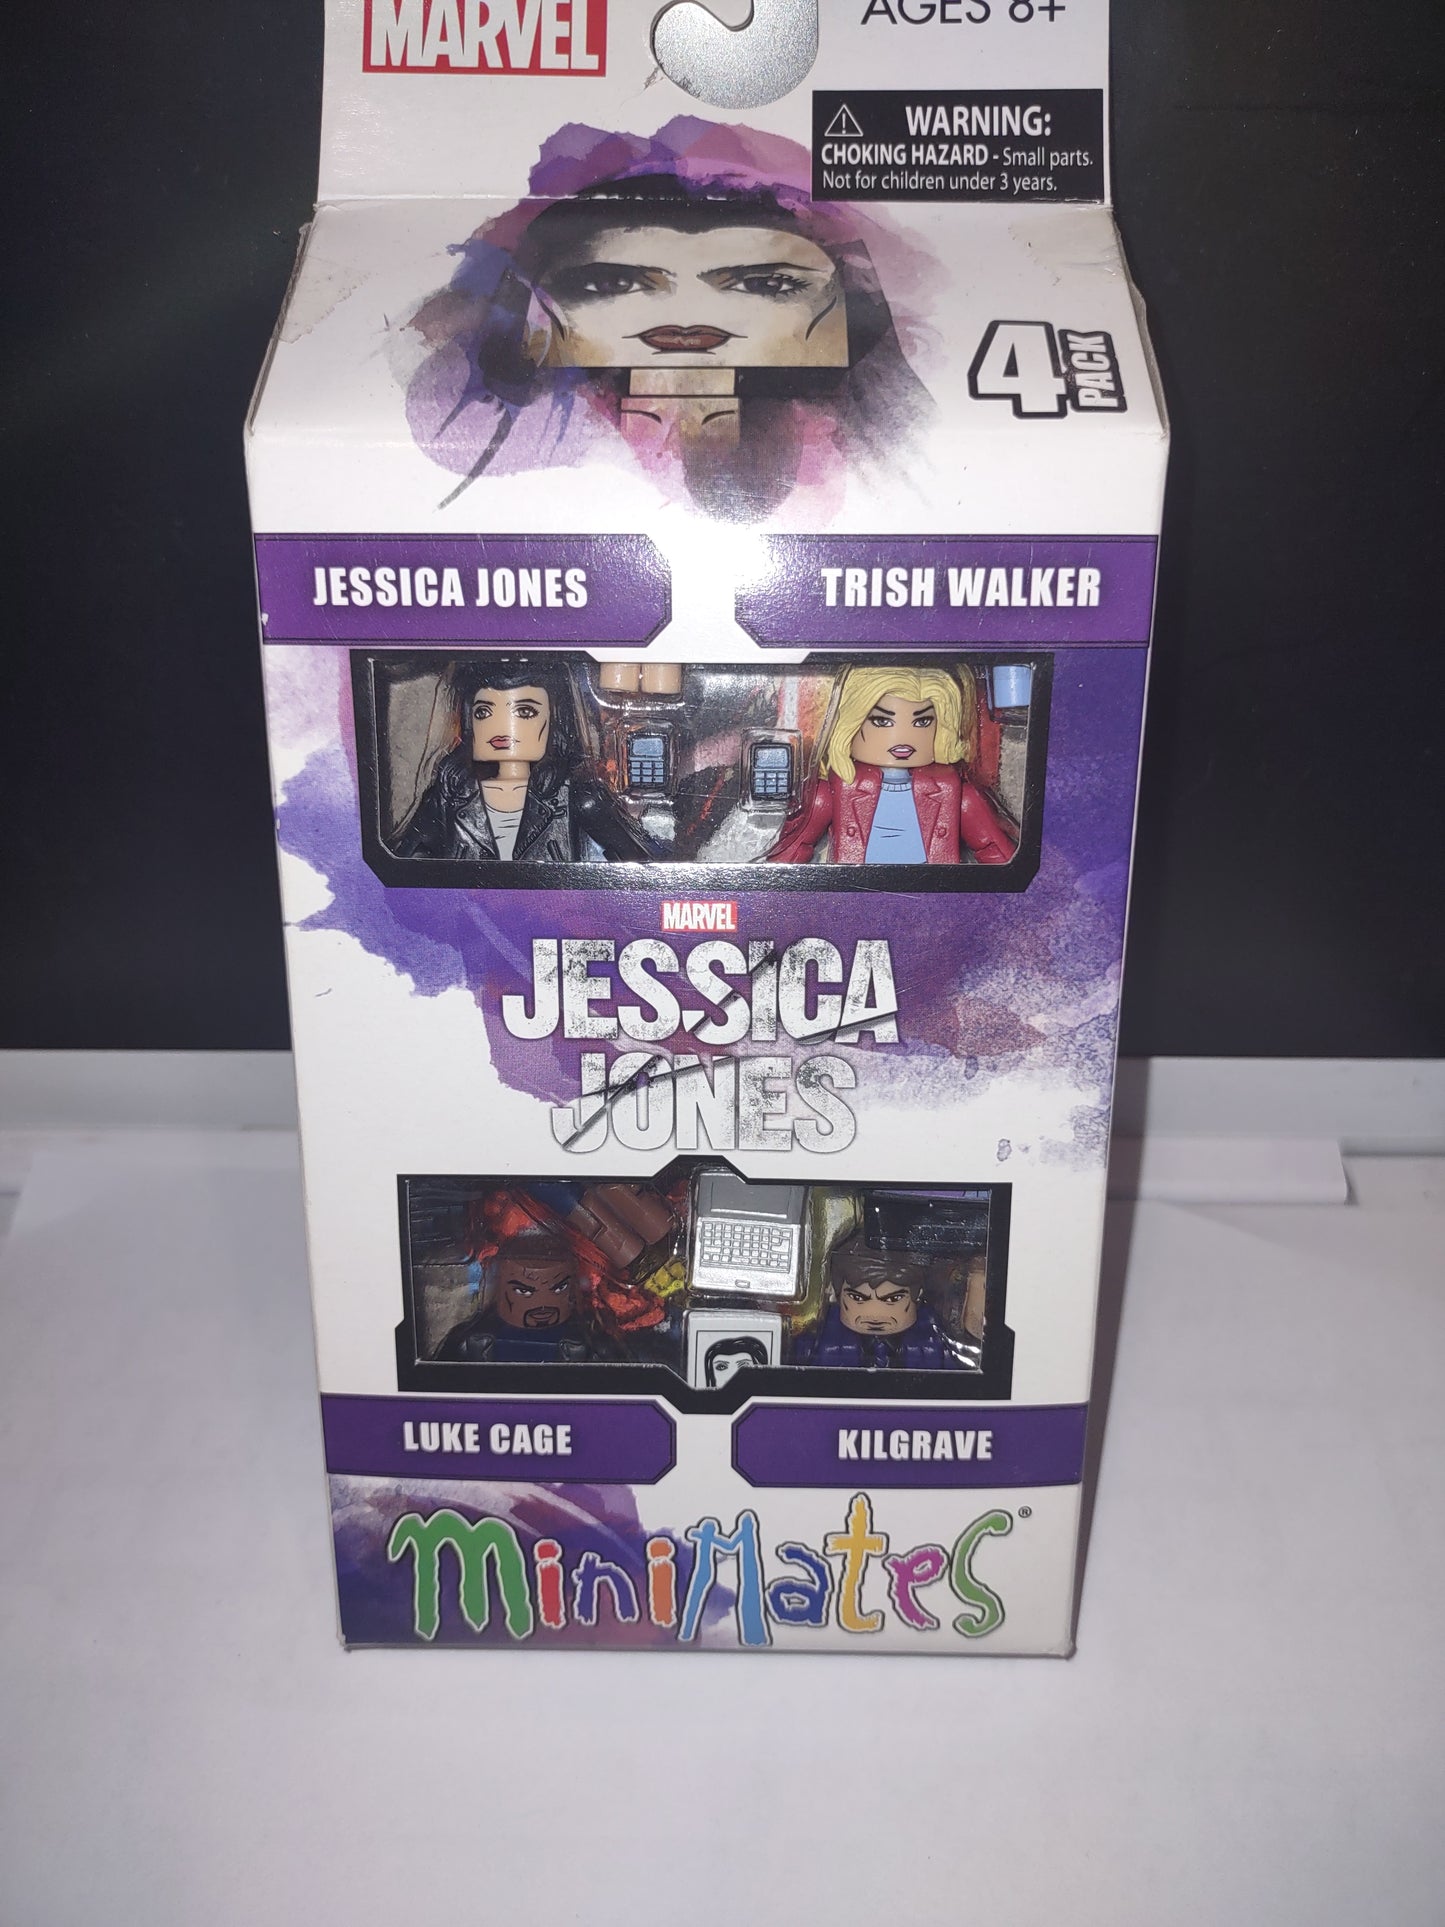 MARVEL
AGES 8+
WARNING:
CHOKING HAZARD - Small parts.
Not for children under 3 years.
4 PACK
JESSICA JONES
TRISH WALKER
MARVEL
JESSICA
JONES
LUKE CAGE
KILGRAVE
miniMates®